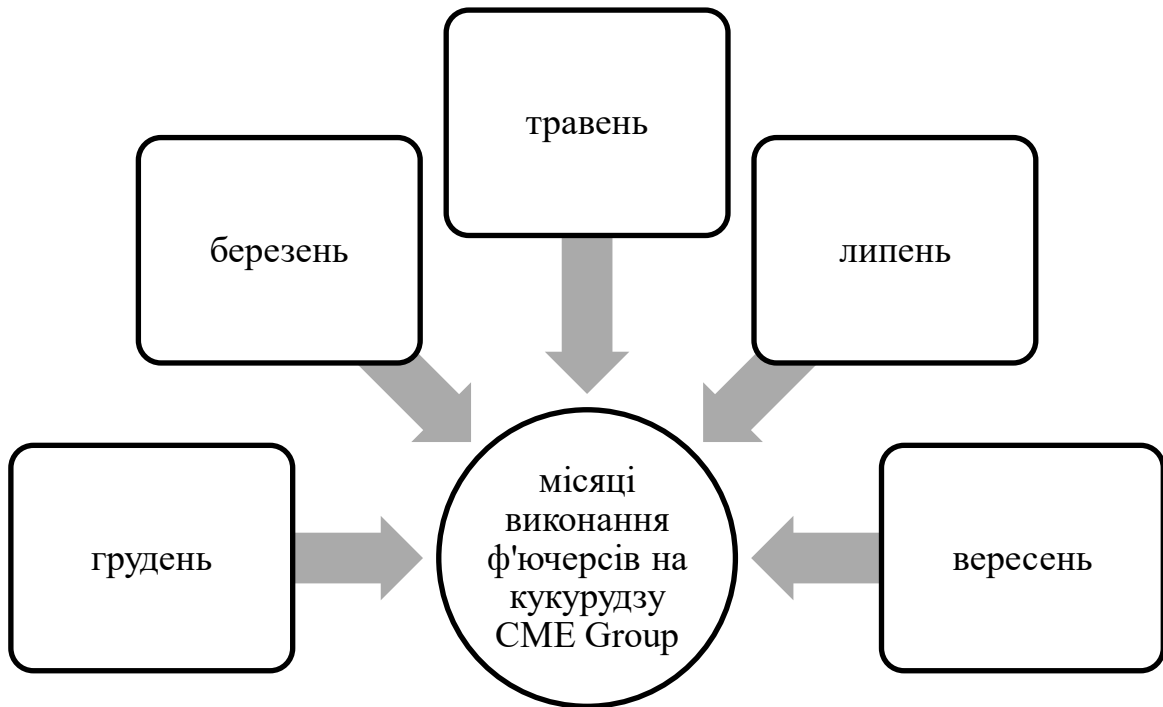 травень
березень
липень
грудень
місяці
виконання
ф'ючерсів на
кукурудзу
CME Group
вересень